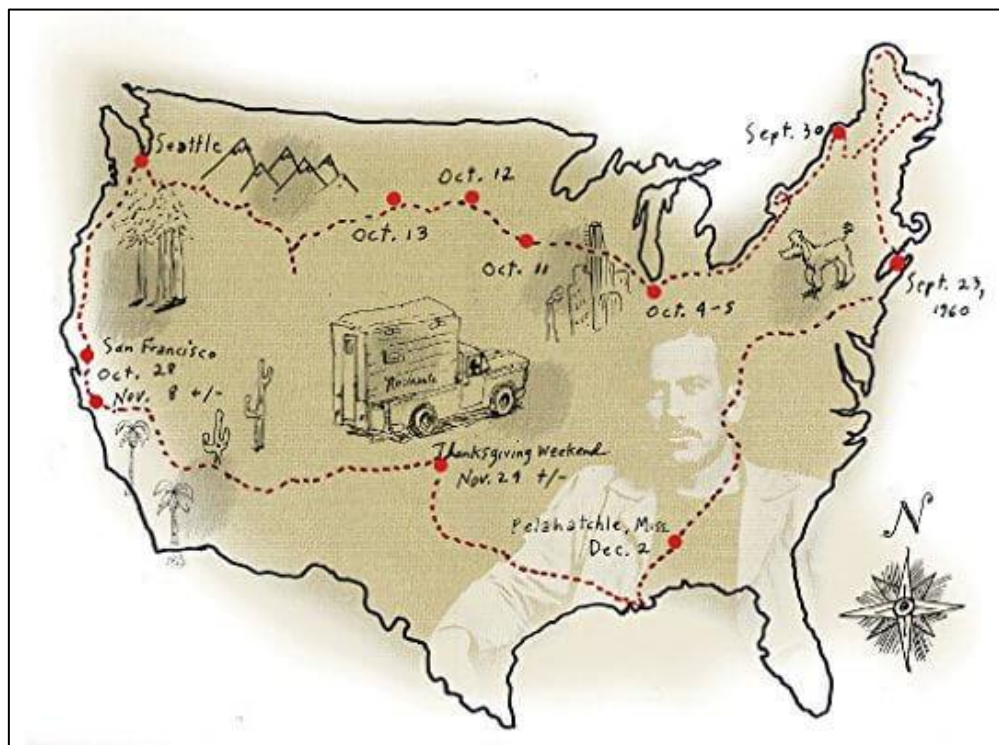 Seattle
Sept. 30
Oct. 12
Oct. 13
Oct. 11
Oct 4-5
Sept. 23,
1960
San Francisco
Oct. 28
Nov. 8 +/-
Rocinante
Thanksgiving Weekend
Nov. 24 +/-
Pelahatchie, Miss
Dec. 2
N